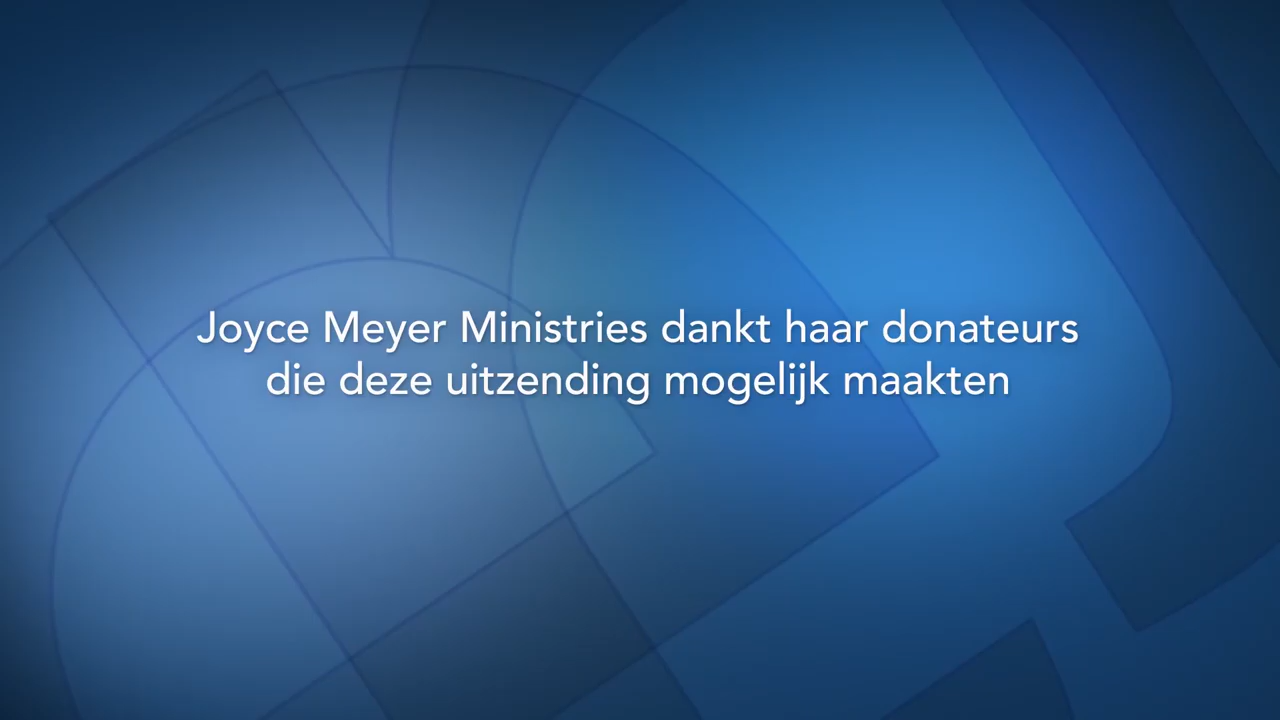 Joyce Meyer Ministries dankt haar donateurs
die deze uitzending mogelijk maakten